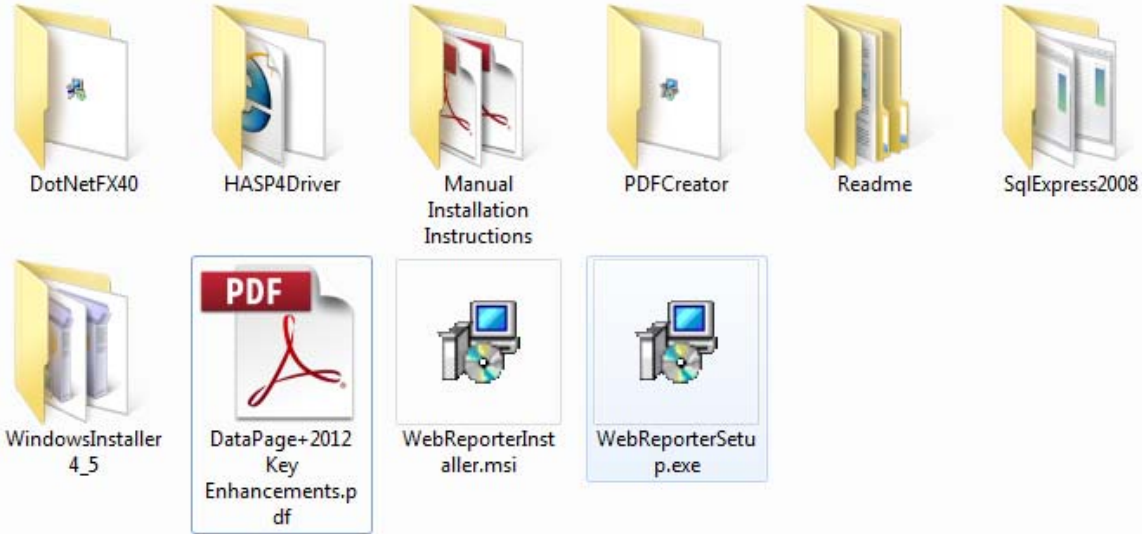 DotNetFX40
HASP4Driver
Manual
Installation
Instructions
PDFCreator
Readme
SqlExpress2008
WindowsInstaller
4_5
PDF
DataPage+2012
Key
Enhancements.p
df
WebReporterInst
aller.msi
WebReporterSetu
p.exe